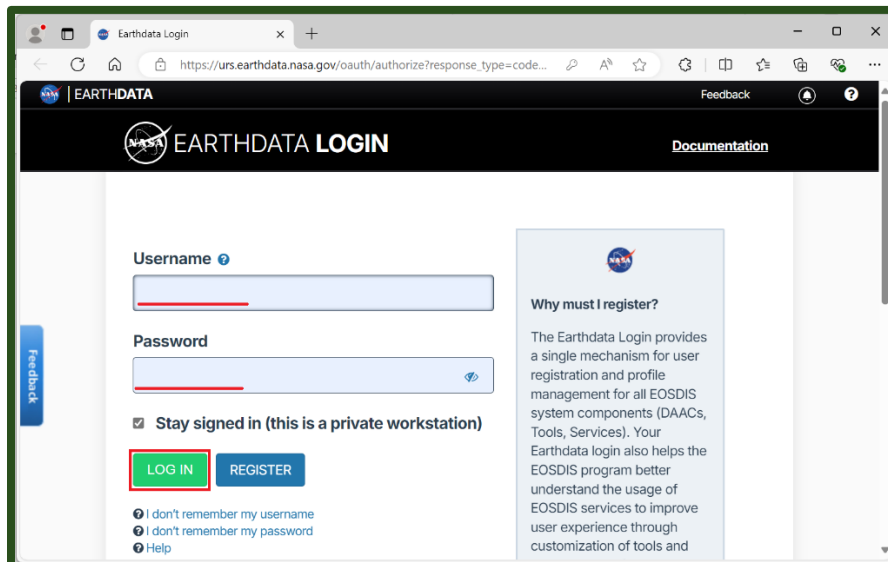 Earthdata Login
https://urs.earthdata.nasa.gov/oauth/authorize?response_type=code...
NASA | EARTHDATA
Feedback
NASA EARTHDATA LOGIN
Documentation
Username
Password
Stay signed in (this is a private workstation)
LOG IN
REGISTER
I don't remember my username
I don't remember my password
Help
Feedback
NASA
Why must I register?
The Earthdata Login provides
a single mechanism for user
registration and profile
management for all EOSDIS
system components (DAACs,
Tools, Services). Your
Earthdata login also helps the
EOSDIS program better
understand the usage of
EOSDIS services to improve
user experience through
customization of tools and